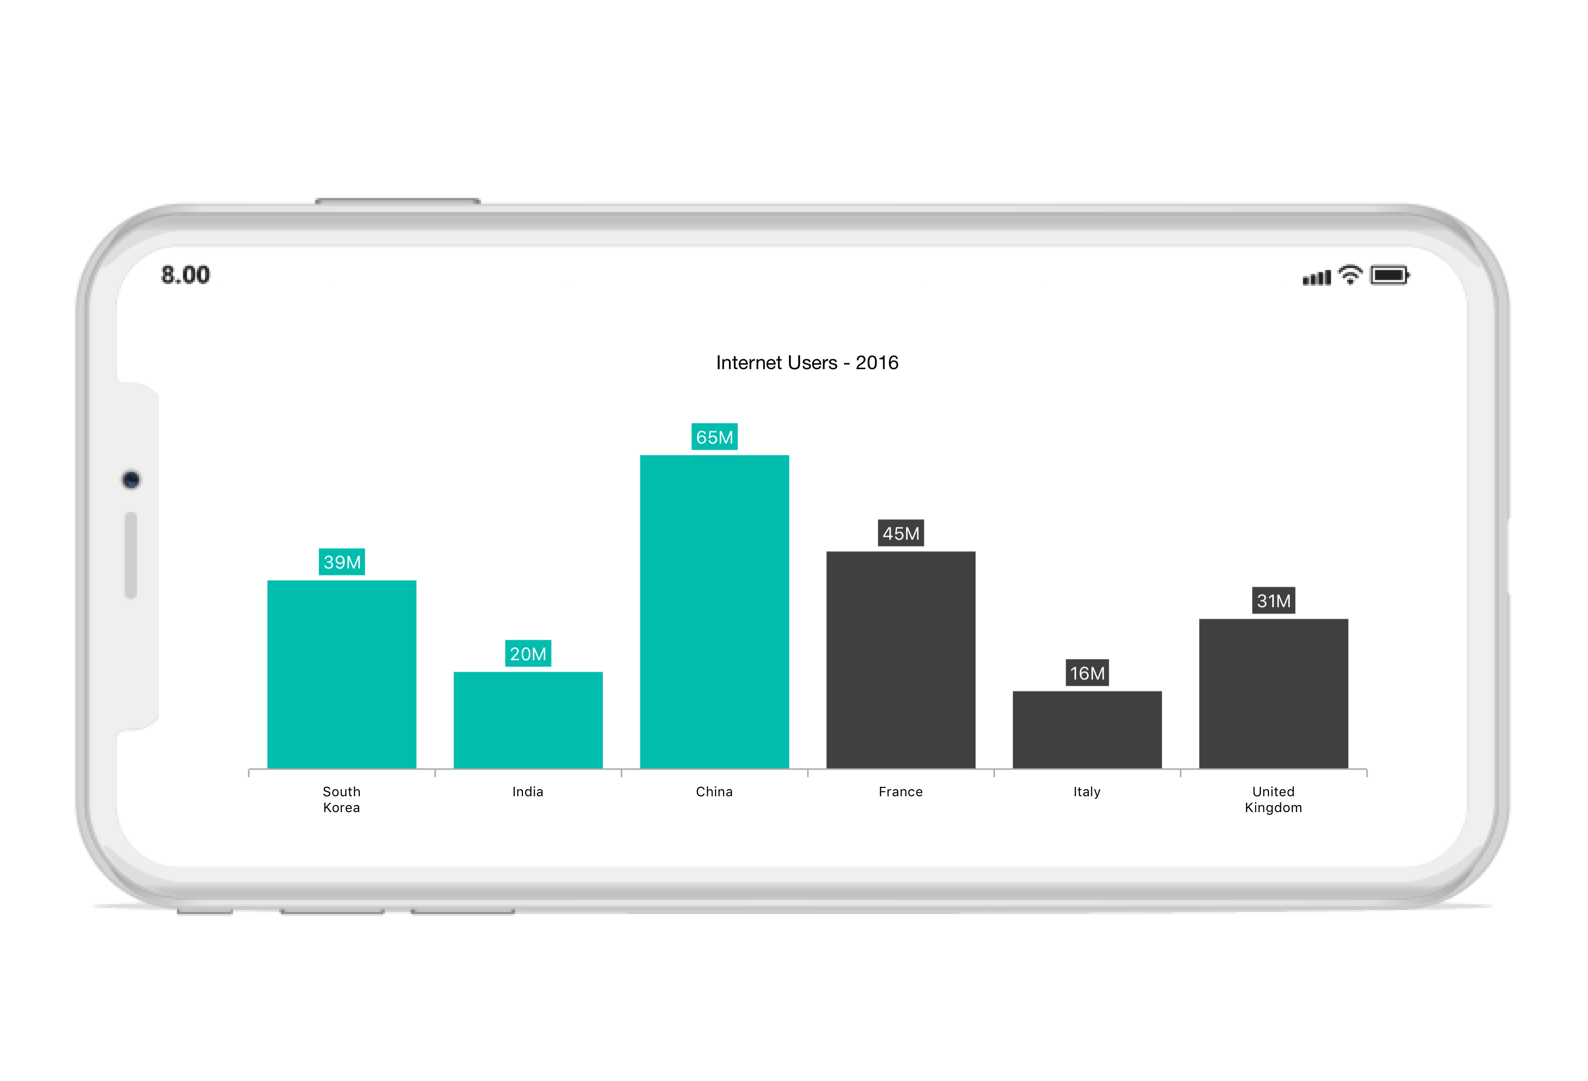 8.00
Internet Users - 2016
65M
45M
39M
31M
20M
16M
South
Korea
India
China
France
Italy
United
Kingdom